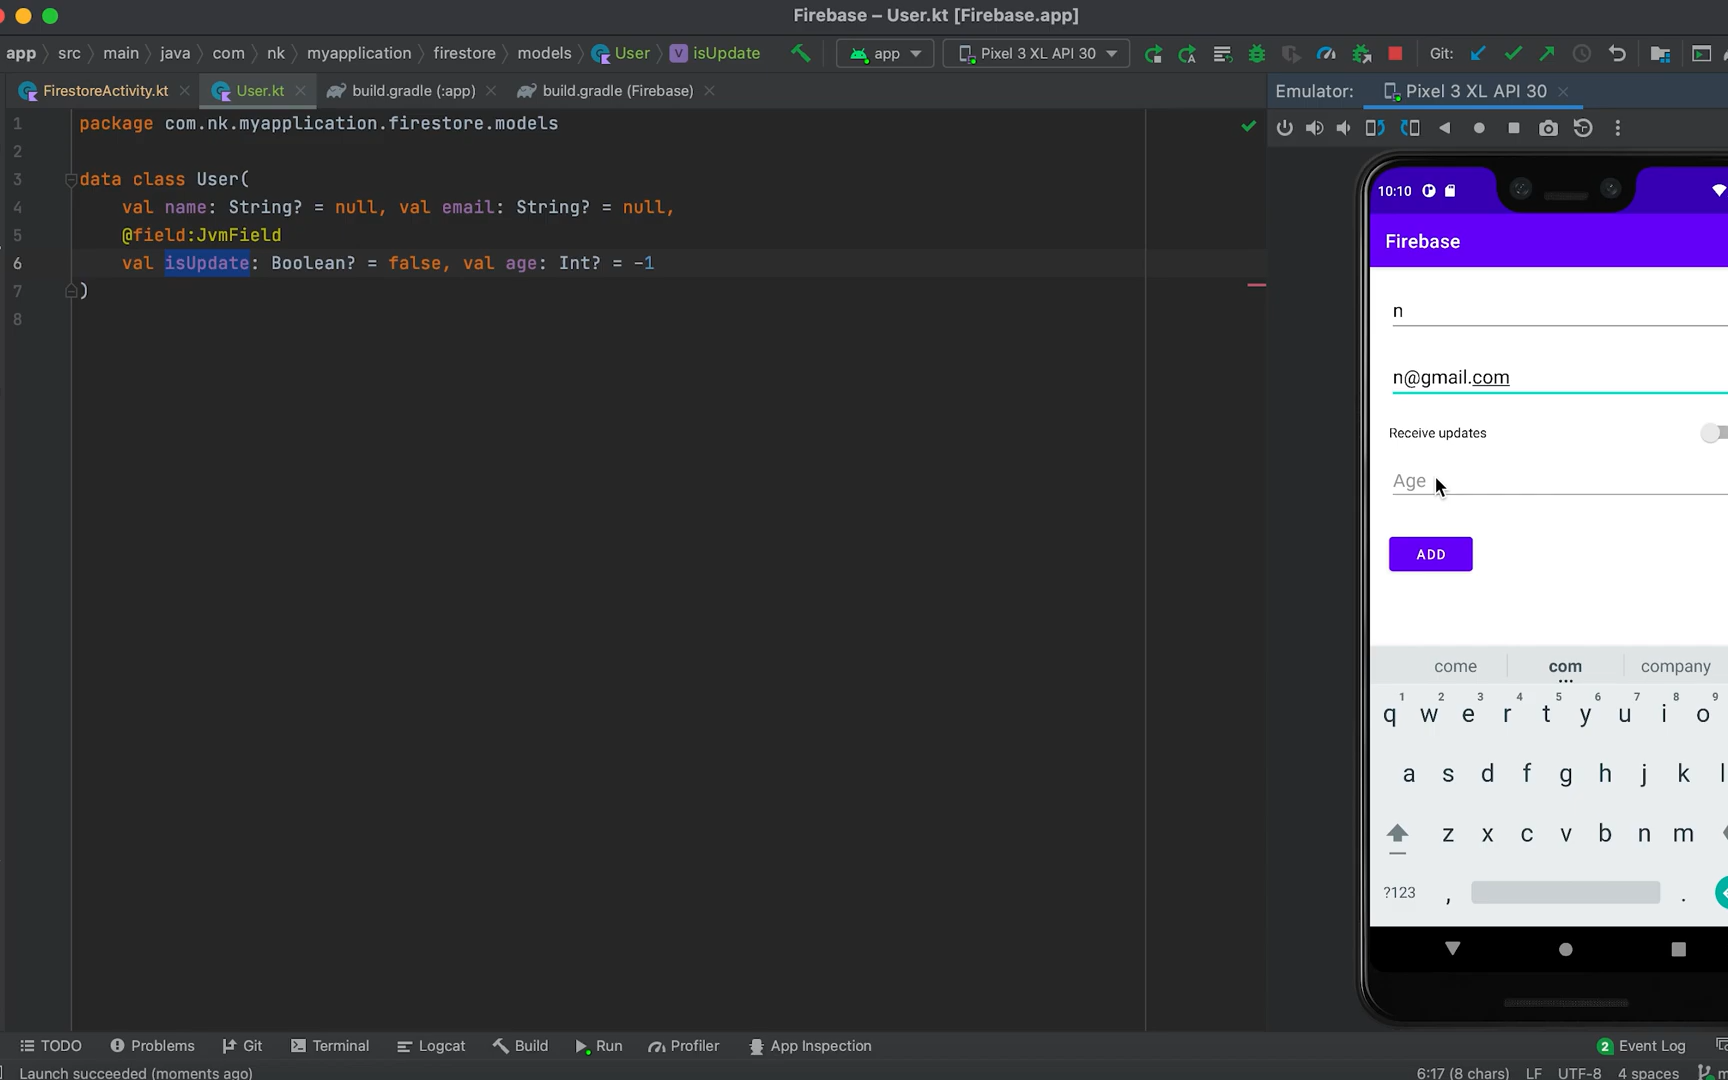 Firebase – User.kt [Firebase.app]
app src main java com nk myapplication firestore models User isUpdate app Pixel 3 XL API 30 Git:
FirestoreActivity.kt User.kt build.gradle (:app) build.gradle (Firebase) Emulator: Pixel 3 XL API 30
1 package com.nk.myapplication.firestore.models
2
3 data class User(
4 val name: String? = null, val email: String? = null,
5 @field:JvmField
6 val isUpdate: Boolean? = false, val age: Int? = -1
7 )
8
10:10
Firebase
n
n@gmail.com
Receive updates
Age
ADD
come com company
1 2 3 4 5 6 7 8 9
q w e r t y u i o
a s d f g h j k l
z x c v b n m
?123 , .
TODO Problems Git Terminal Logcat Build Run Profiler App Inspection 2 Event Log
Launch succeeded (moments ago) 6:17 (8 chars) LF UTF-8 4 spaces